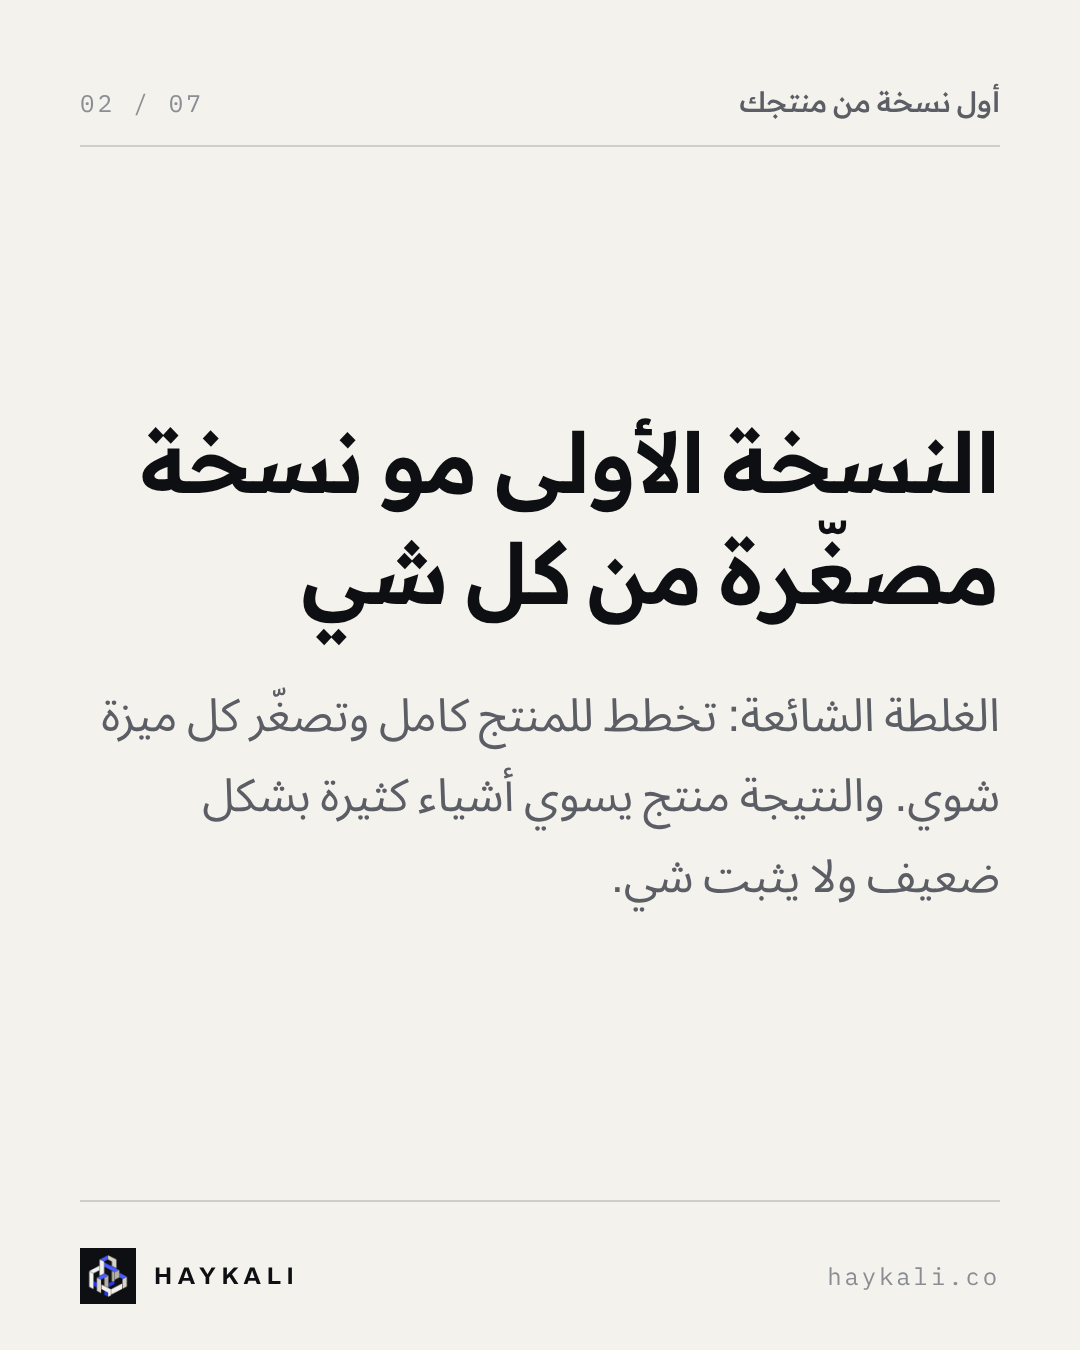 أول نسخة من منتجك
02 / 07
النسخة الأولى مو نسخة
مصغّرة من كل شي
الغلطة الشائعة: تخطط للمنتج كامل وتصغّر كل ميزة
شوي. والنتيجة منتج يسوي أشياء كثيرة بشكل
ضعيف ولا يثبت شي.
HAYKALI
haykali.co